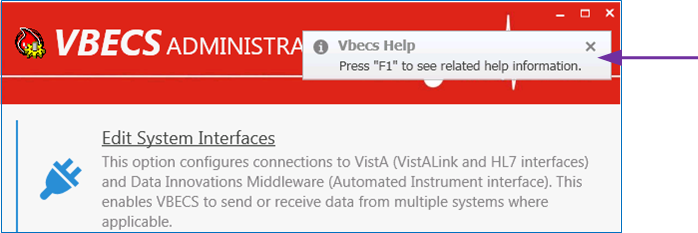 VBECS ADMINISTRA
Vbecs Help
Press "F1" to see related help information.
Edit System Interfaces
This option configures connections to VistA (VistALink and HL7 interfaces)
and Data Innovations Middleware (Automated Instrument interface). This
enables VBECS to send or receive data from multiple systems where
applicable.